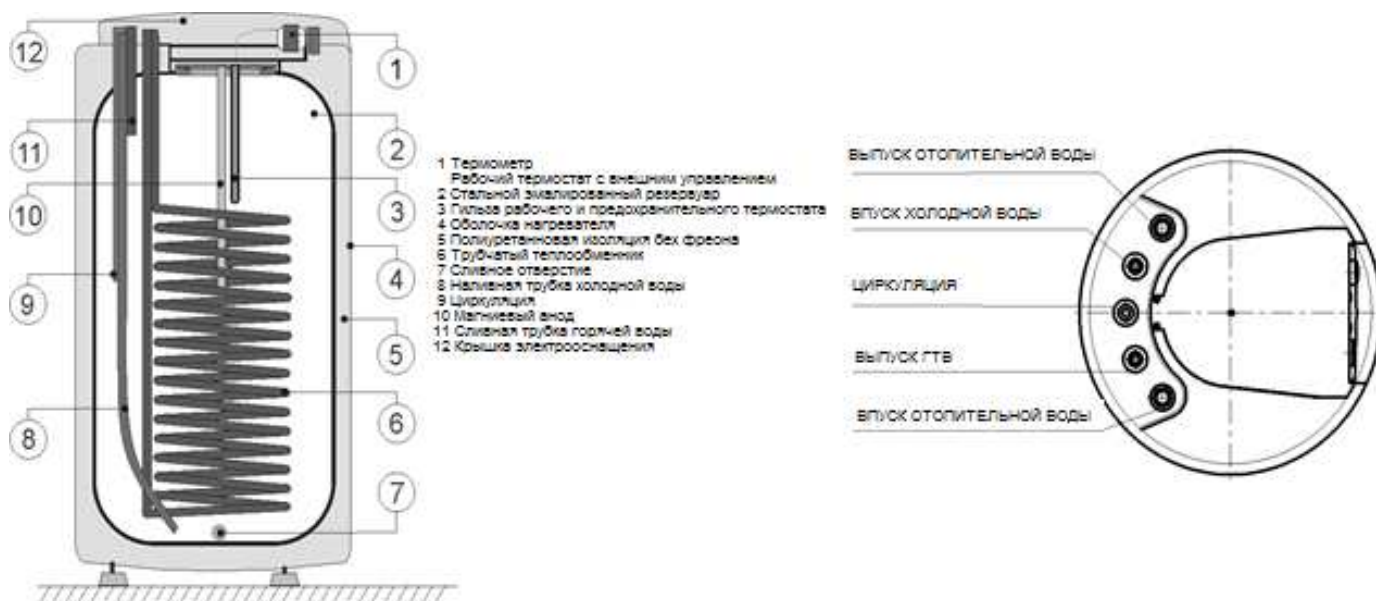 12
11
10
9
8
1
2
3
4
5
6
7
1 Термометр
Рабочий термостат с внешним управлением
2 Стальной эмалированный резервуар
3 Гильза рабочего и предохранительного термостата
4 Оболочка нагревателя
5 Полиуретанновая изоляция без фреона
6 Трубчатый теплообменник
7 Сливное отверстие
8 Наливная трубка холодной воды
9 Циркуляция
10 Магниевый анод
11 Сливная трубка горячей воды
12 Крышка электрооснащения
ВЫПУСК ОТОПИТЕЛЬНОЙ ВОДЫ
ВПУСК ХОЛОДНОЙ ВОДЫ
ЦИРКУЛЯЦИЯ
ВЫПУСК ГТВ
ВПУСК ОТОПИТЕЛЬНОЙ ВОДЫ